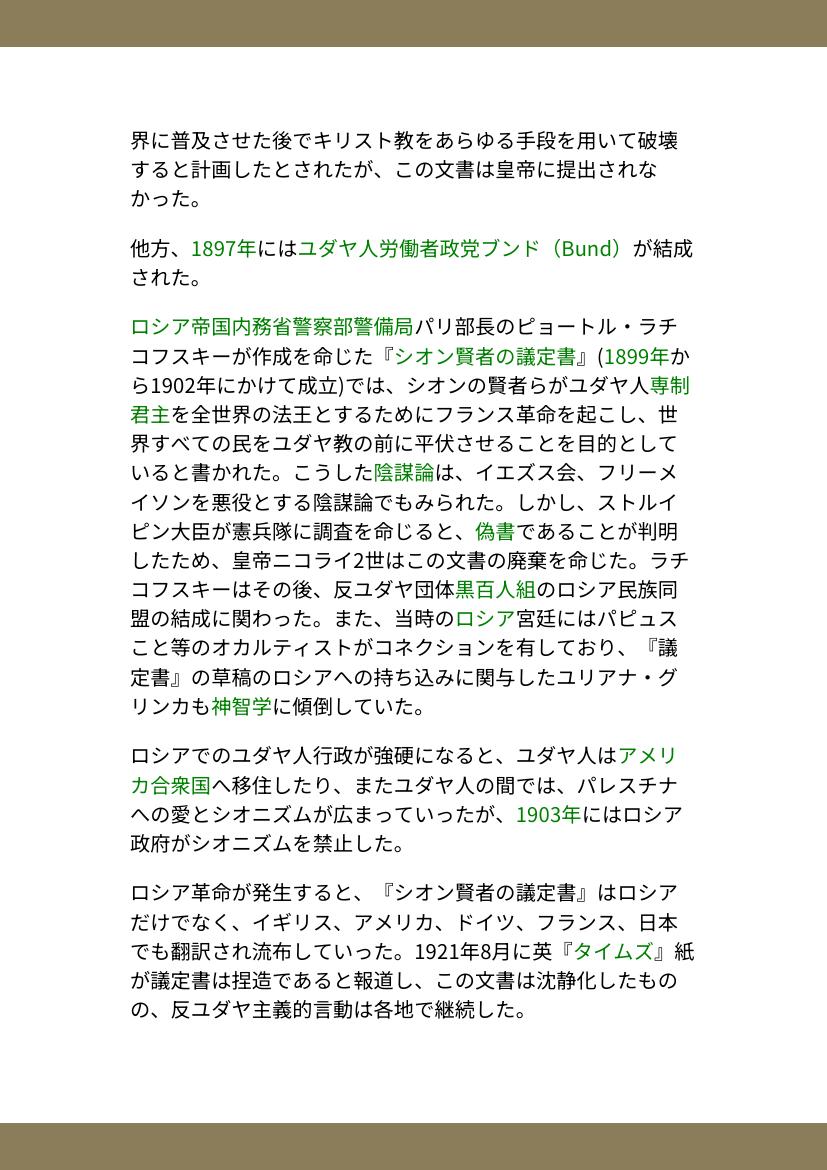 界に普及させた後でキリスト教をあらゆる手段を用いて破壊
すると計画したとされたが、この文書は皇帝に提出されな
かった。
他方、1897年にはユダヤ人労働者政党ブンド（Bund）が結成
された。
ロシア帝国内務省警察部警備局パリ部長のピョートル・ラチ
コフスキーが作成を命じた『シオン賢者の議定書』(1899年か
ら1902年にかけて成立)では、シオンの賢者らがユダヤ人専制
君主を全世界の法王とするためにフランス革命を起こし、世
界すべての民をユダヤ教の前に平伏させることを目的として
いると書かれた。こうした陰謀論は、イエズス会、フリーメ
イソンを悪役とする陰謀論でもみられた。しかし、ストルイ
ピン大臣が憲兵隊に調査を命じると、偽書であることが判明
したため、皇帝ニコライ2世はこの文書の廃棄を命じた。ラチ
コフスキーはその後、反ユダヤ団体黒百人組のロシア民族同
盟の結成に関わった。また、当時のロシア宮廷にはパピュス
こと等のオカルティストがコネクションを有しており、『議
定書』の草稿のロシアへの持ち込みに関与したユリアナ・グ
リンカも神智学に傾倒していた。
ロシアでのユダヤ人行政が強硬になると、ユダヤ人はアメリ
カ合衆国へ移住したり、またユダヤ人の間では、パレスチナ
への愛とシオニズムが広まっていったが、1903年にはロシア
政府がシオニズムを禁止した。
ロシア革命が発生すると、『シオン賢者の議定書』はロシア
だけでなく、イギリス、アメリカ、ドイツ、フランス、日本
でも翻訳され流布していった。1921年8月に英『タイムズ』紙
が議定書は捏造であると報道し、この文書は沈静化したもの
の、反ユダヤ主義的言動は各地で継続した。